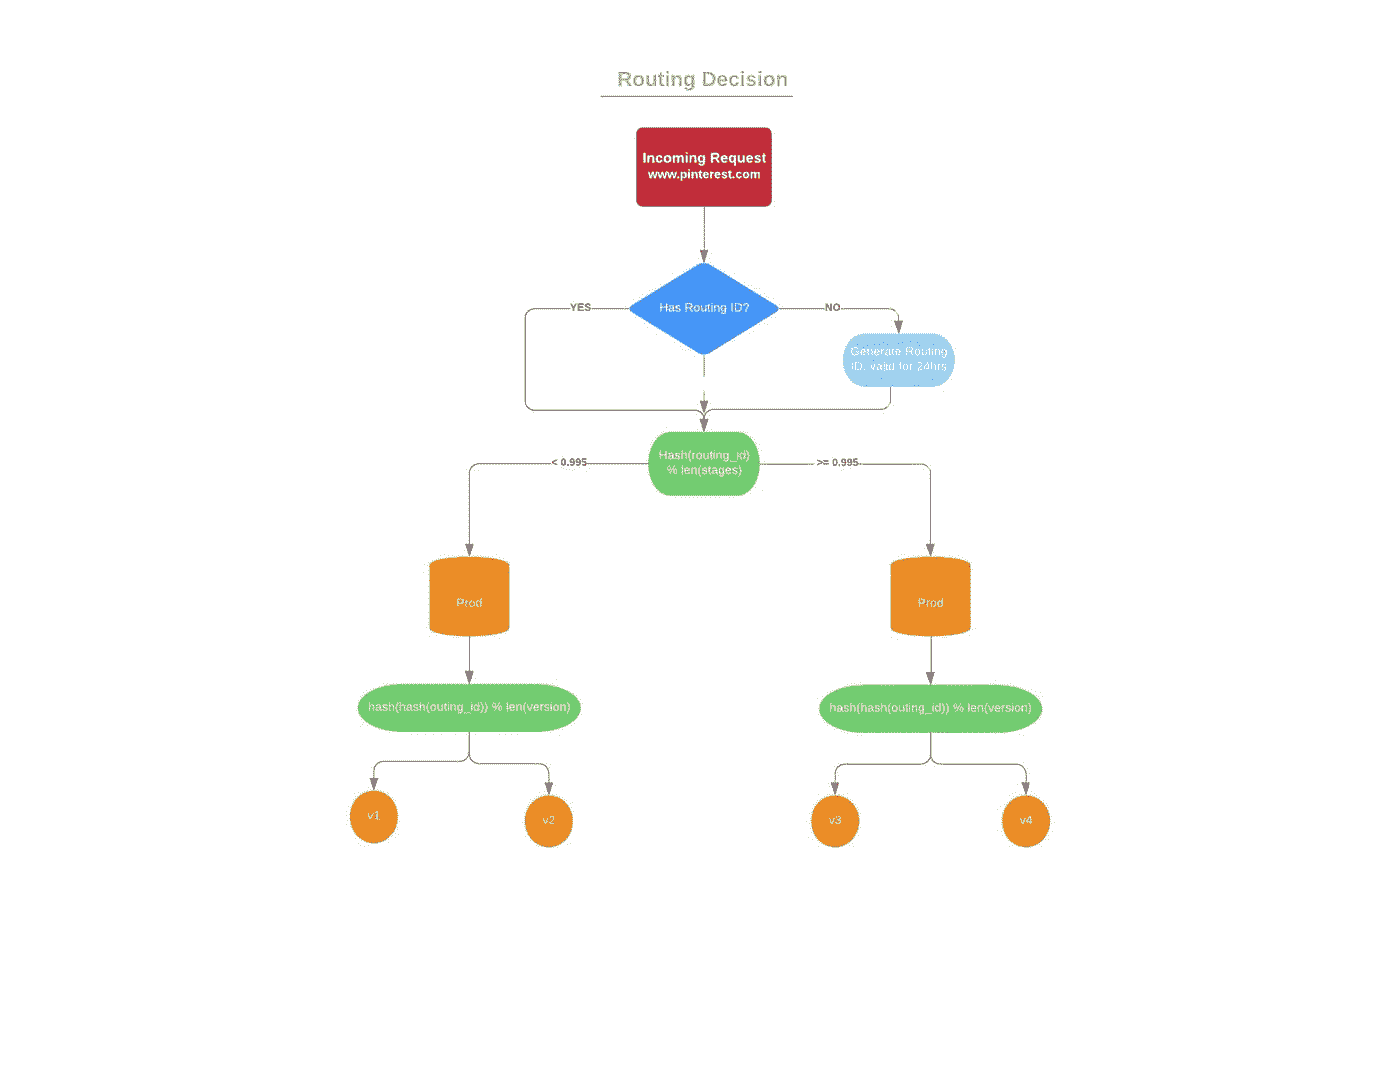 Routing Decision
Incoming Request
www.pinterest.com
Has Routing ID?
YES
NO
Generate Routing
ID, valid for 24hrs
Hash(routing_id)
% len(stages)
< 0.995
>= 0.995
Prod
Prod
hash(hash(outing_id)) % len(version)
hash(hash(outing_id)) % len(version)
v1
v2
v3
v4